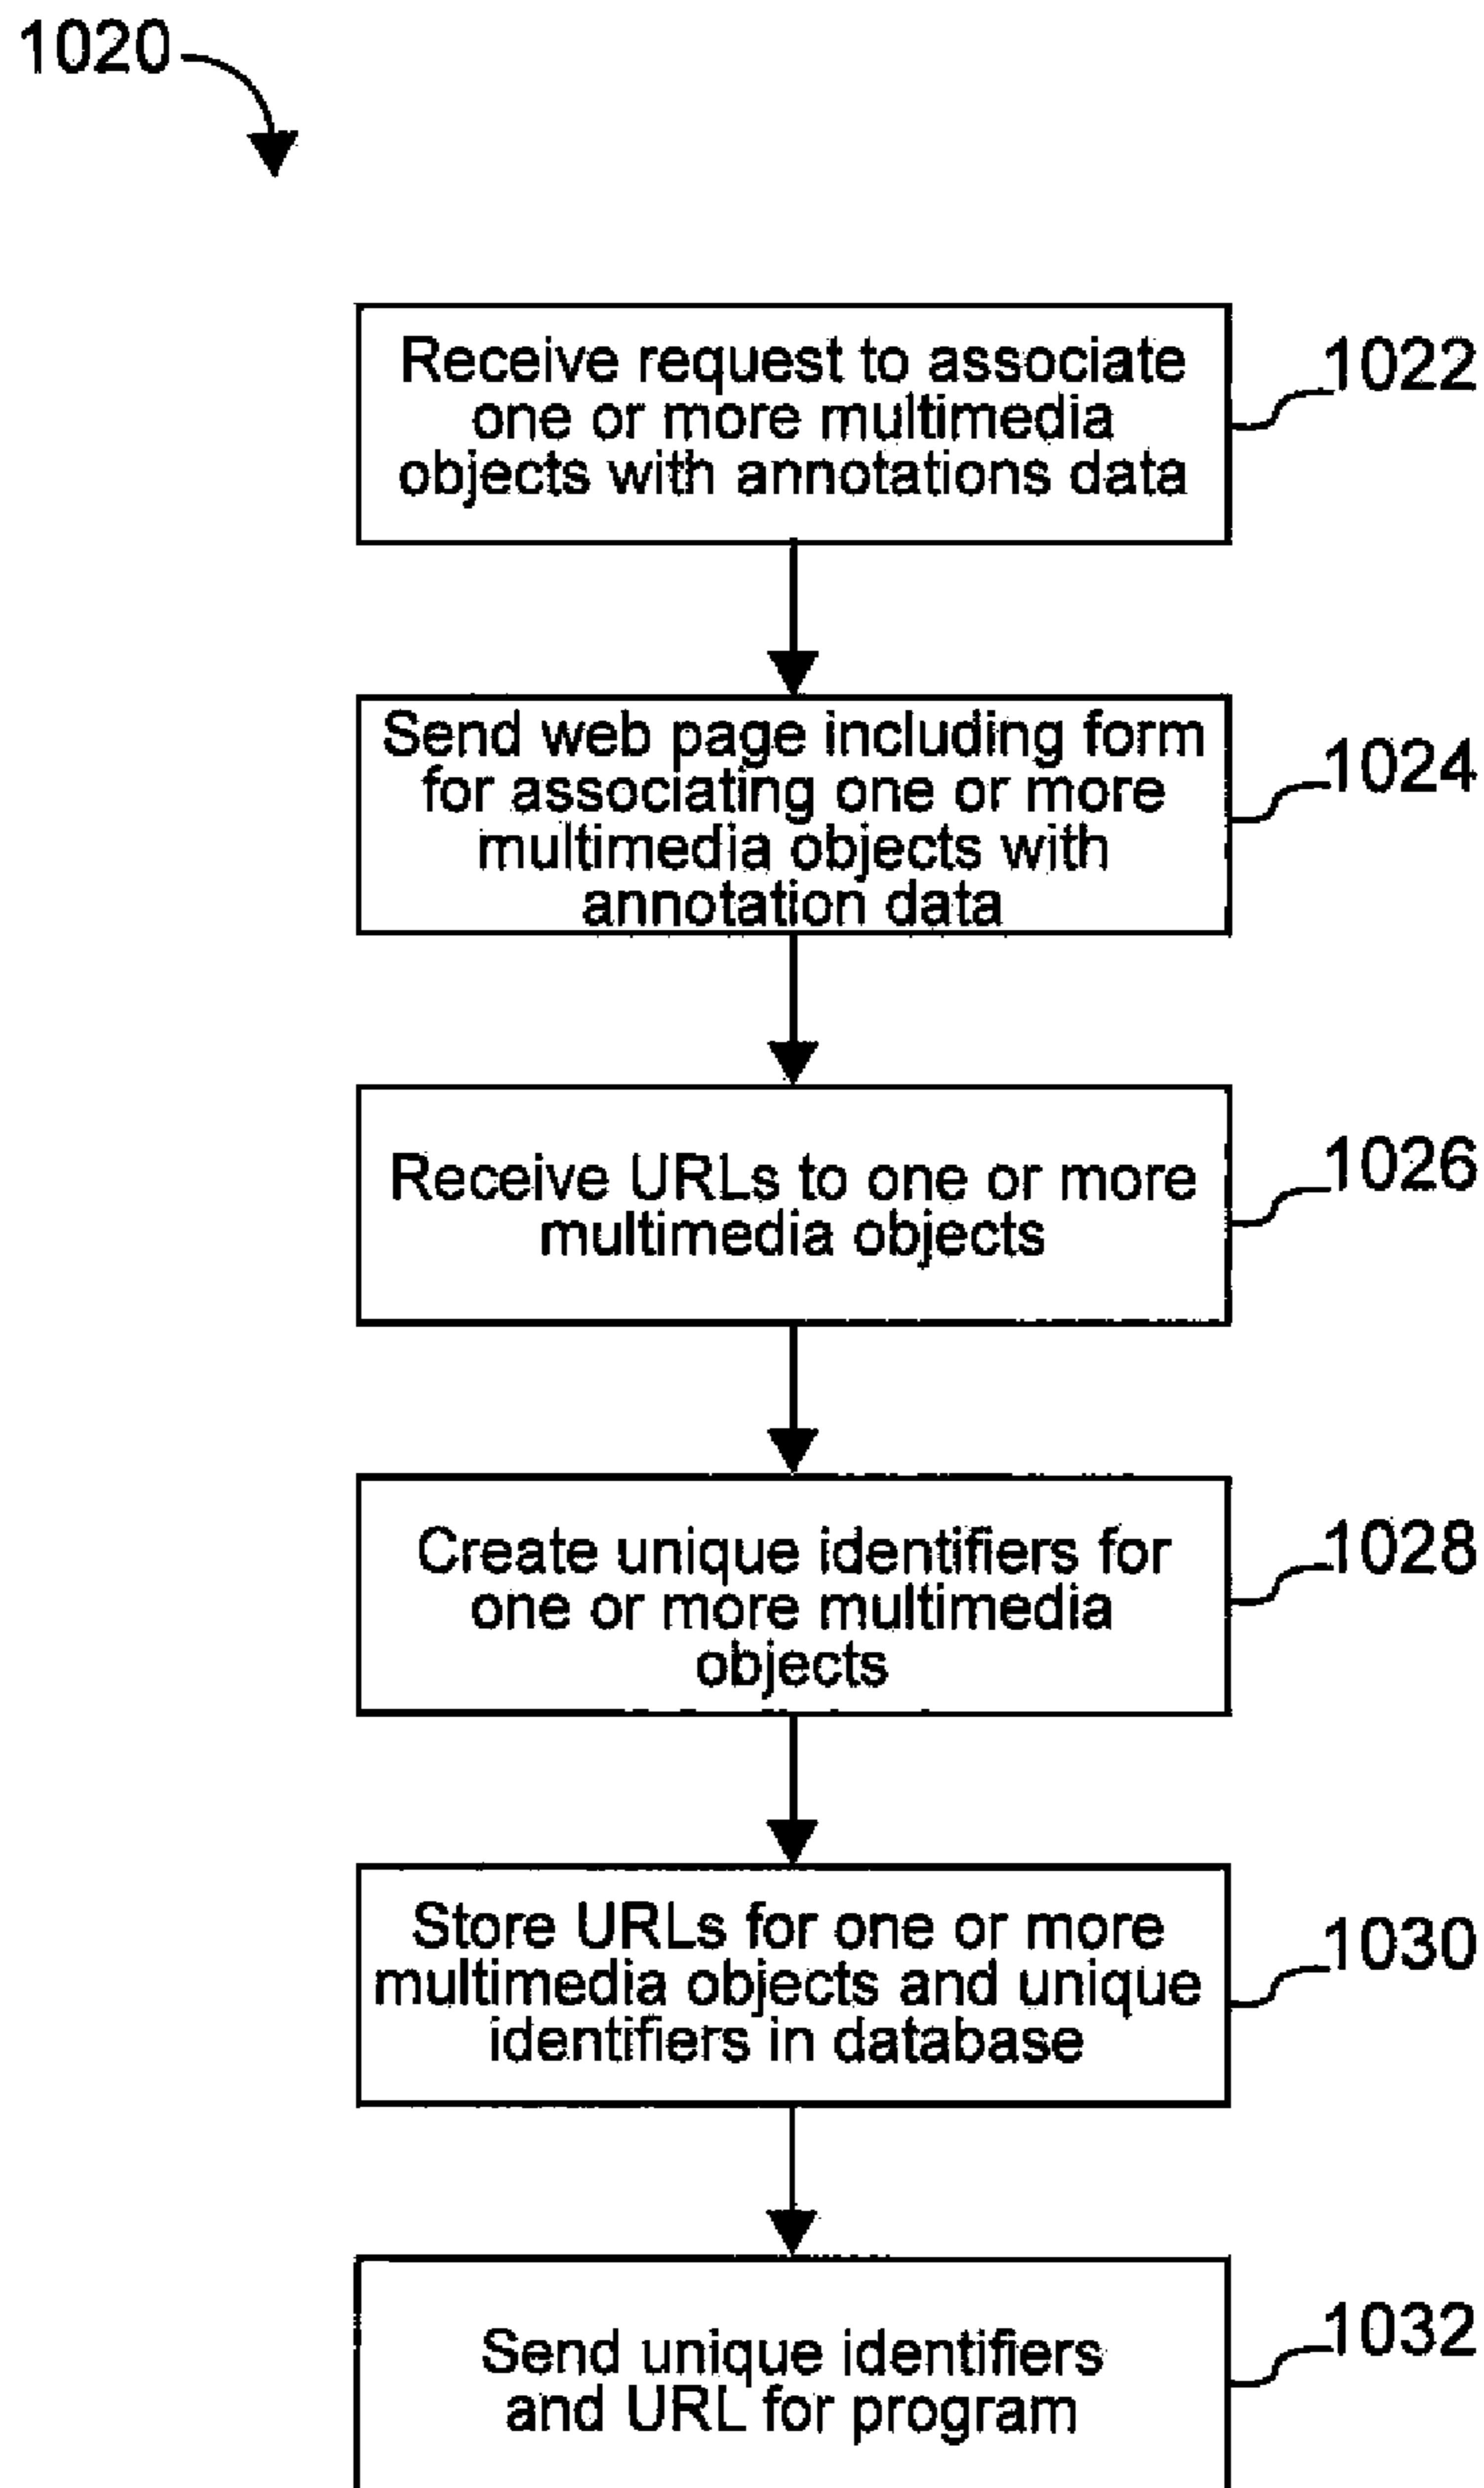 1020
Receive request to associate
one or more multimedia
objects with annotations data
1022
Send web page including form
for associating one or more
multimedia objects with
annotation data
1024
Receive URLs to one or more
multimedia objects
1026
Create unique identifiers for
one or more multimedia
objects
1028
Store URLs for one or more
multimedia objects and unique
identifiers in database
1030
Send unique identifiers
and URL for program
1032